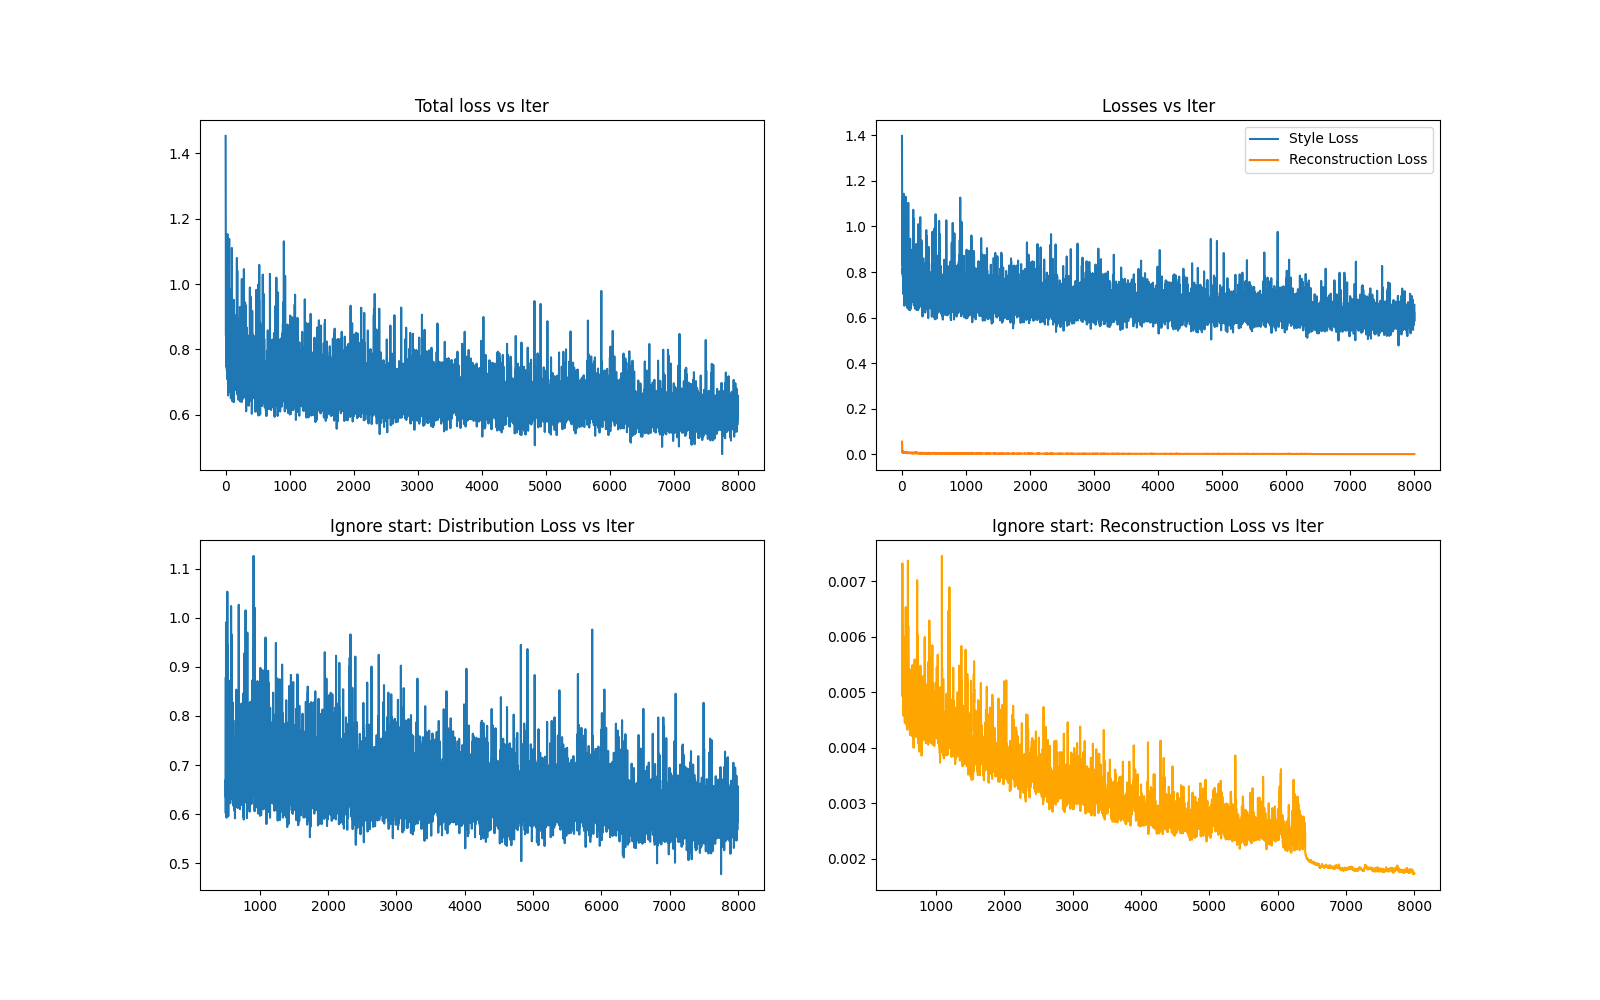 Total loss vs Iter
1.4
1.2
1.0
0.8
0.6
0 1000 2000 3000 4000 5000 6000 7000 8000
Losses vs Iter
Style Loss
Reconstruction Loss
1.4
1.2
1.0
0.8
0.6
0.4
0.2
0.0
0 1000 2000 3000 4000 5000 6000 7000 8000
Ignore start: Distribution Loss vs Iter
1.1
1.0
0.9
0.8
0.7
0.6
0.5
1000 2000 3000 4000 5000 6000 7000 8000
Ignore start: Reconstruction Loss vs Iter
0.007
0.006
0.005
0.004
0.003
0.002
1000 2000 3000 4000 5000 6000 7000 8000